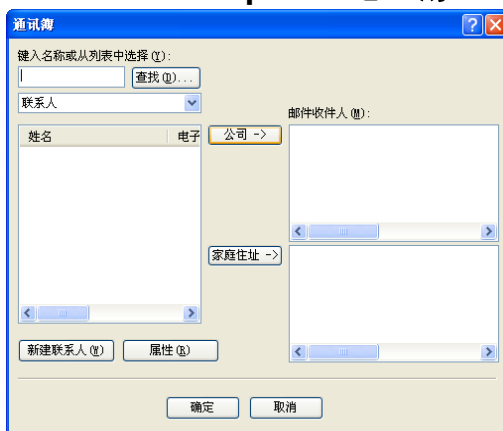 通讯簿
键入名称或从列表中选择(Y):
查找(D)...
联系人
邮件收件人(M):
姓名 电子
公司 ->
家庭住址 ->
新建联系人(W) 属性(R)
确定 取消